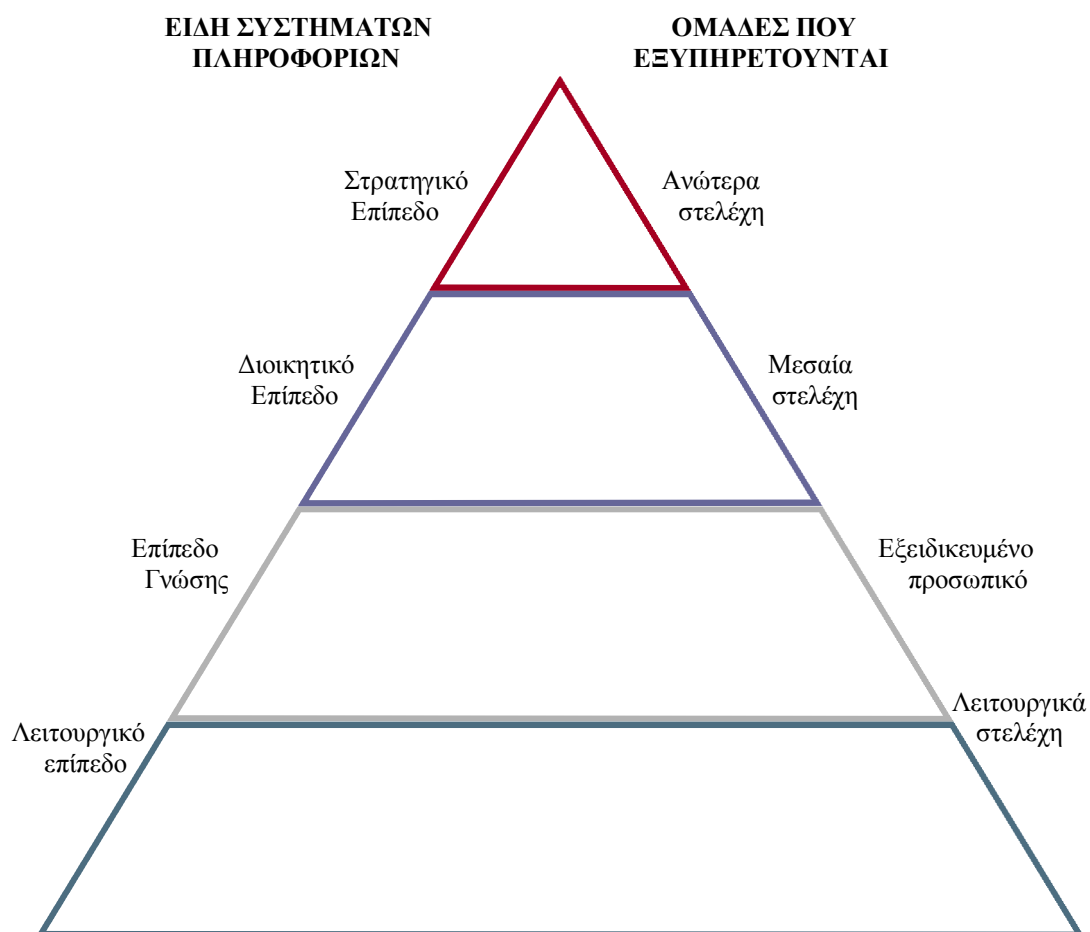 ΕΙΔΗ ΣΥΣΤΗΜΑΤΩΝ
ΠΛΗΡΟΦΟΡΙΩΝ
ΟΜΑΔΕΣ ΠΟΥ
ΕΞΥΠΗΡΕΤΟΥΝΤΑΙ
Στρατηγικό
Επίπεδο
Ανώτερα
στελέχη
Διοικητικό
Επίπεδο
Μεσαία
στελέχη
Επίπεδο
Γνώσης
Εξειδικευμένο
προσωπικό
Λειτουργικό
επίπεδο
Λειτουργικά
στελέχη